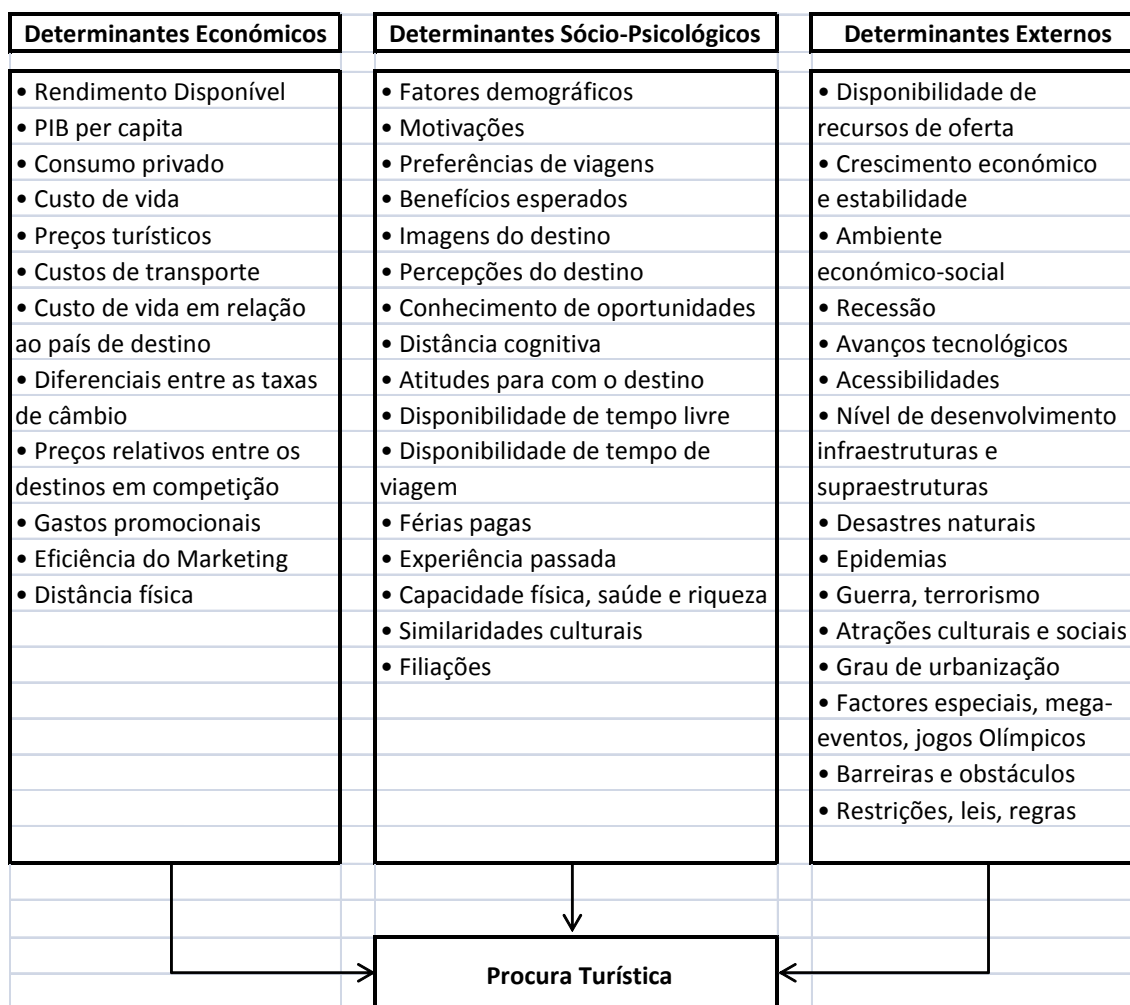 Determinantes Económicos
• Rendimento Disponível
• PIB per capita
• Consumo privado
• Custo de vida
• Preços turísticos
• Custos de transporte
• Custo de vida em relação
ao país de destino
• Diferenciais entre as taxas
de câmbio
• Preços relativos entre os
destinos em competição
• Gastos promocionais
• Eficiência do Marketing
• Distância física
Determinantes Sócio-Psicológicos
• Fatores demográficos
• Motivações
• Preferências de viagens
• Benefícios esperados
• Imagens do destino
• Percepções do destino
• Conhecimento de oportunidades
• Distância cognitiva
• Atitudes para com o destino
• Disponibilidade de tempo livre
• Disponibilidade de tempo de
viagem
• Férias pagas
• Experiência passada
• Capacidade física, saúde e riqueza
• Similaridades culturais
• Filiações
Determinantes Externos
• Disponibilidade de
recursos de oferta
• Crescimento económico
e estabilidade
• Ambiente
económico-social
• Recessão
• Avanços tecnológicos
• Acessibilidades
• Nível de desenvolvimento
infraestruturas e
supraestruturas
• Desastres naturais
• Epidemias
• Guerra, terrorismo
• Atrações culturais e sociais
• Grau de urbanização
• Factores especiais, mega-
eventos, jogos Olímpicos
• Barreiras e obstáculos
• Restrições, leis, regras
Procura Turística